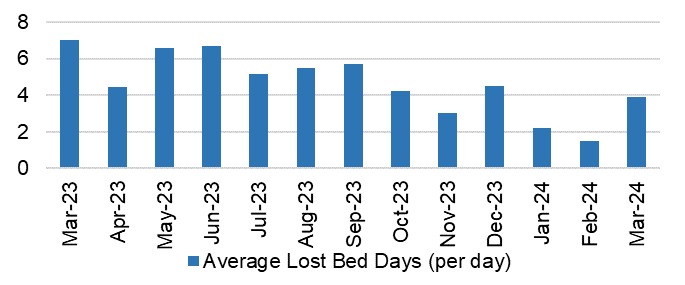 8
6
4
2
0
Mar-23 Apr-23 May-23 Jun-23 Jul-23 Aug-23 Sep-23 Oct-23 Nov-23 Dec-23 Jan-24 Feb-24 Mar-24
Average Lost Bed Days (per day)